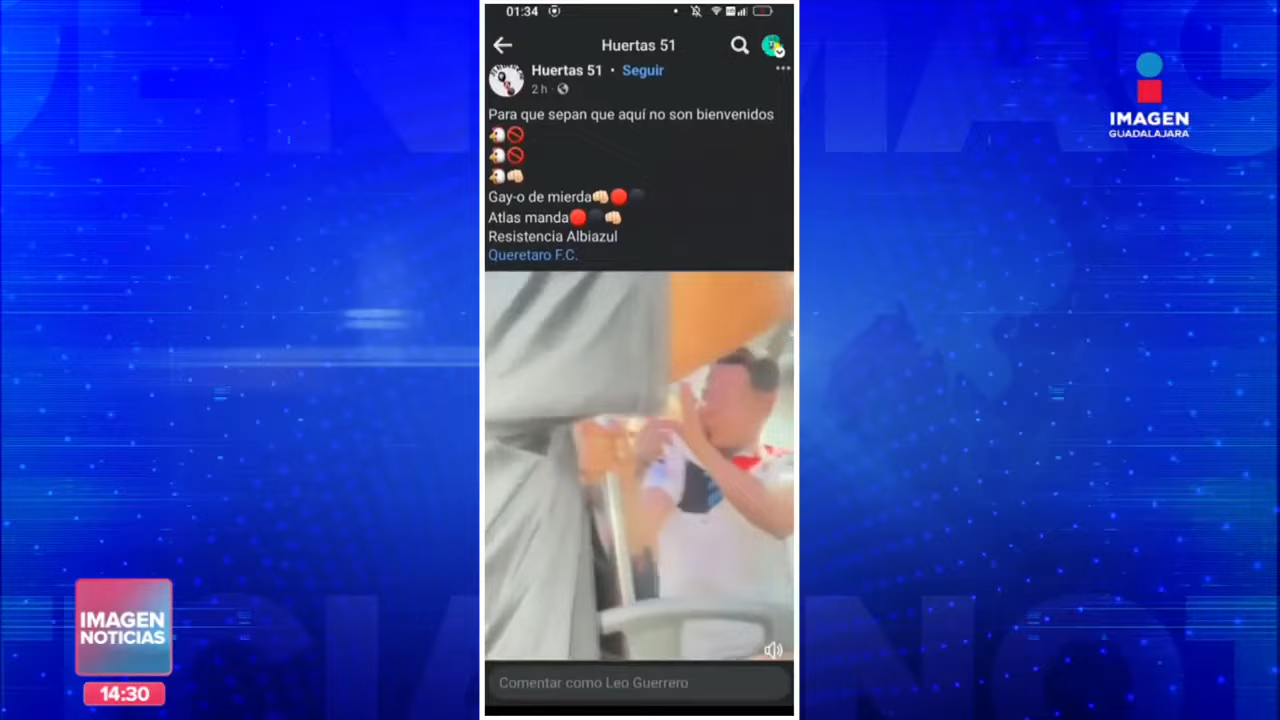 01:34
Huertas 51
Huertas 51 • Seguir
2 h
Para que sepan que aquí no son bienvenidos
🐔🚫
🐔🚫
🐔👊🏻
Gay-o de mierda👊🏻🔴⚫
Atlas manda🔴⚫👊🏻
Resistencia Albiazul
Queretaro F.C.
Comentar como Leo Guerrero
IMAGEN
GUADALAJARA
IMAGEN
NOTICIAS
14:30